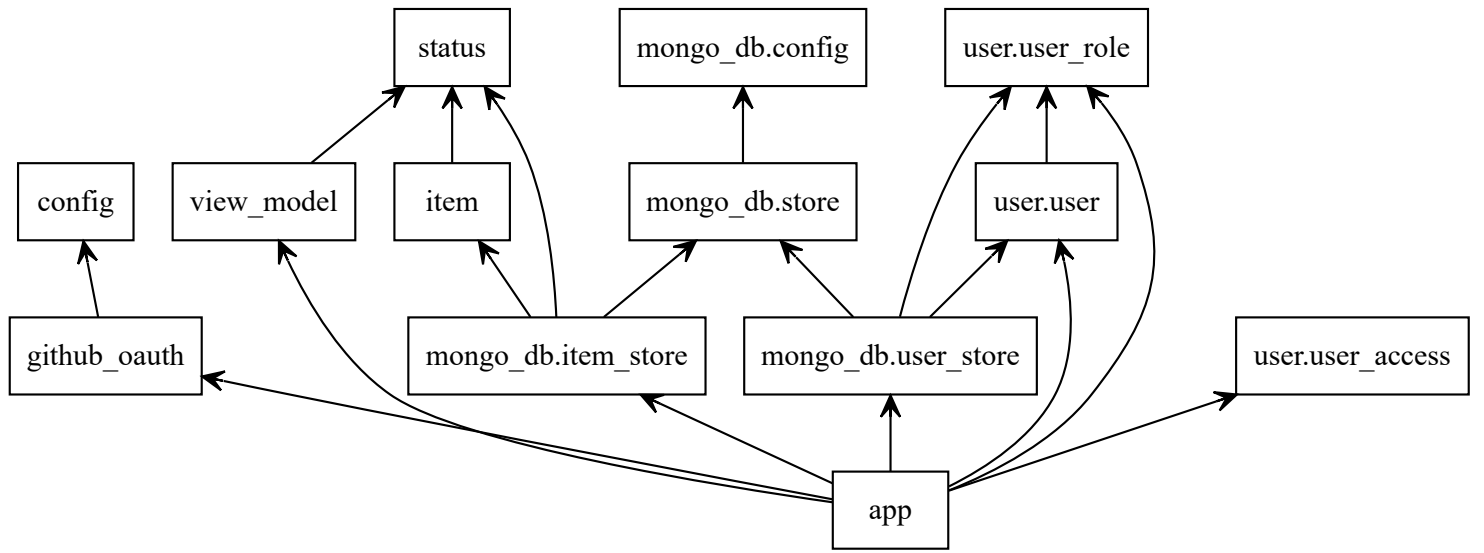 status
mongo_db.config
user.user_role
config
view_model
item
mongo_db.store
user.user
github_oauth
mongo_db.item_store
mongo_db.user_store
user.user_access
app